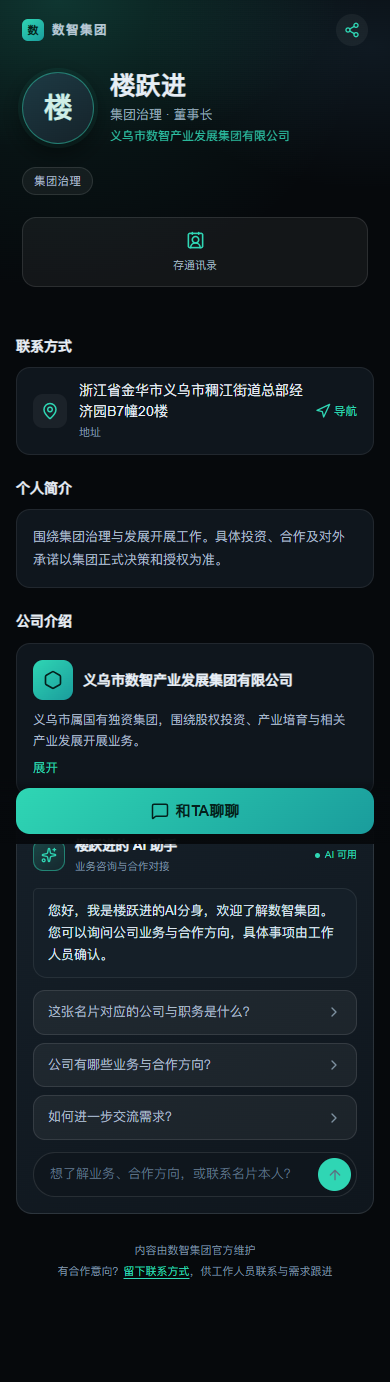 数 数智集团
楼
楼跃进
集团治理 · 董事长
义乌市数智产业发展集团有限公司
集团治理
存通讯录
联系方式
浙江省金华市义乌市稠江街道总部经
济园B7幢20楼
导航
地址
个人简介
围绕集团治理与发展开展工作。具体投资、合作及对外
承诺以集团正式决策和授权为准。
公司介绍
义乌市数智产业发展集团有限公司
义乌市属国有独资集团，围绕股权投资、产业培育与相关
产业发展开展业务。
展开
和TA聊聊
楼跃进的 AI 助手
AI 可用
业务咨询与合作对接
您好，我是楼跃进的AI分身，欢迎了解数智集团。
您可以询问公司业务与合作方向，具体事项由工作
人员确认。
这张名片对应的公司与职务是什么?
公司有哪些业务与合作方向?
如何进一步交流需求?
想了解业务、合作方向，或联系名片本人?
内容由数智集团官方维护
有合作意向? 留下联系方式，供工作人员联系与需求跟进